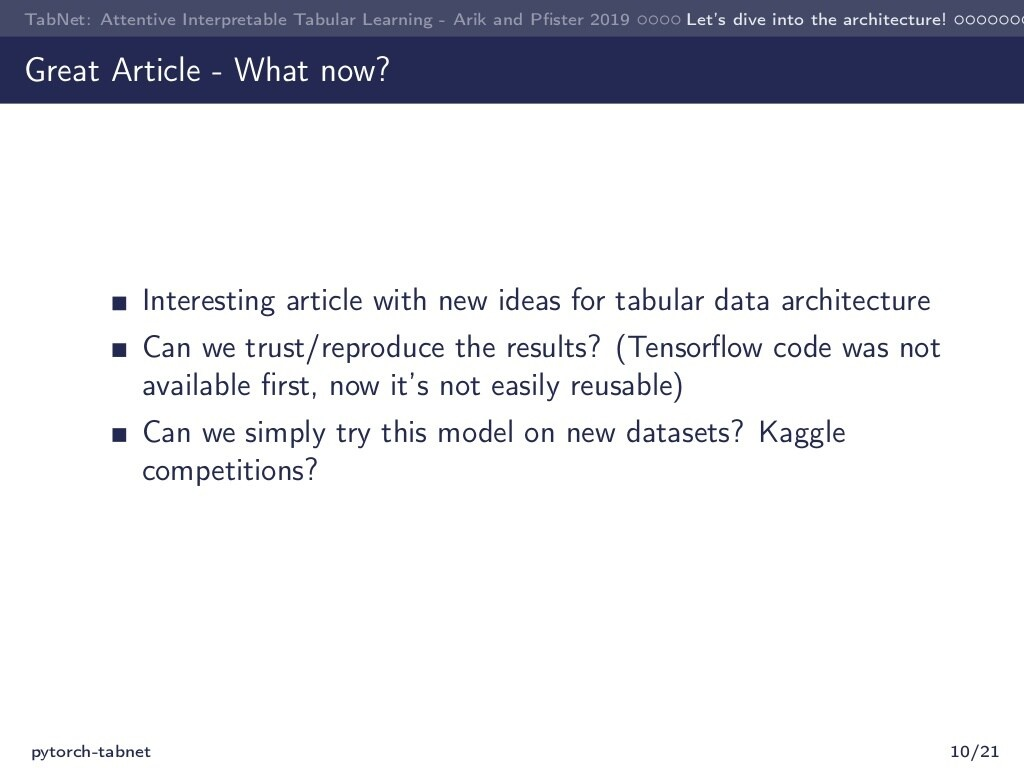 TabNet: Attentive Interpretable Tabular Learning - Arik and Pfister 2019 Let's dive into the architecture!
Great Article - What now?
Interesting article with new ideas for tabular data architecture
Can we trust/reproduce the results? (Tensorflow code was not
available first, now it's not easily reusable)
Can we simply try this model on new datasets? Kaggle
competitions?
pytorch-tabnet 10/21